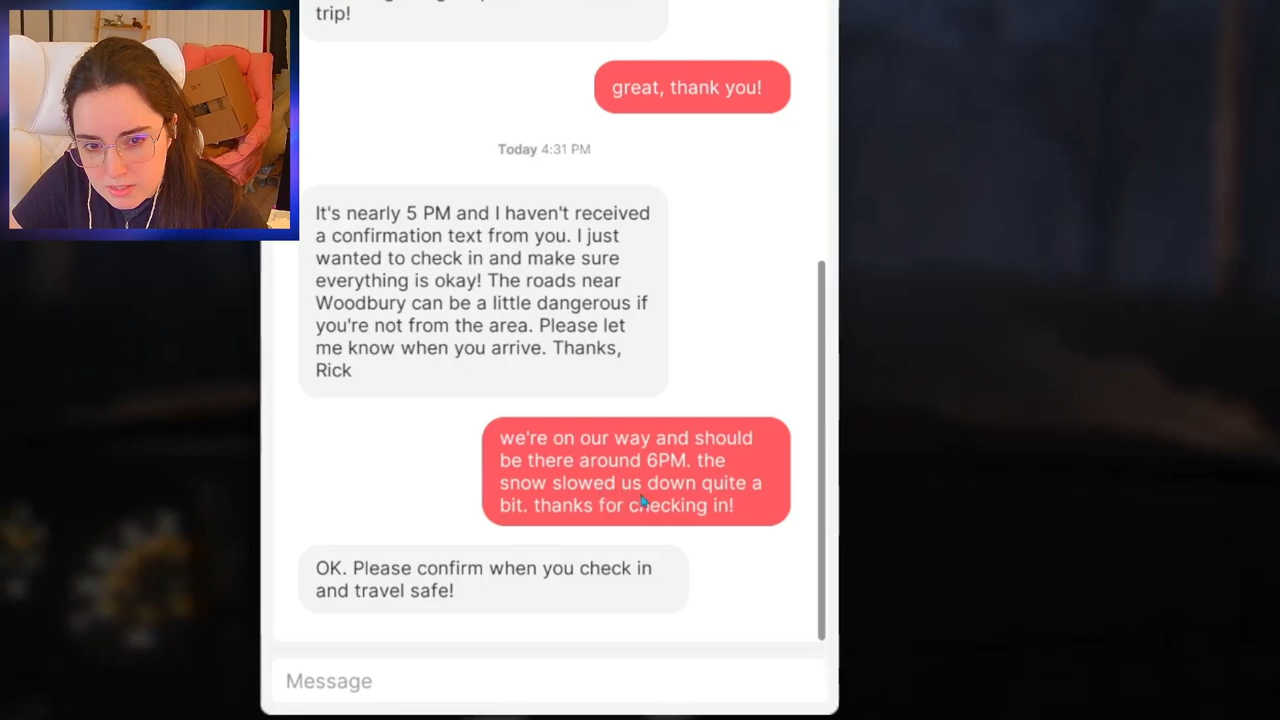 trip!
great, thank you!
Today 4:31 PM
It's nearly 5 PM and I haven't received
a confirmation text from you. I just
wanted to check in and make sure
everything is okay! The roads near
Woodbury can be a little dangerous if
you're not from the area. Please let
me know when you arrive. Thanks,
Rick
we're on our way and should
be there around 6PM. the
snow slowed us down quite a
bit. thanks for checking in!
OK. Please confirm when you check in
and travel safe!
Message